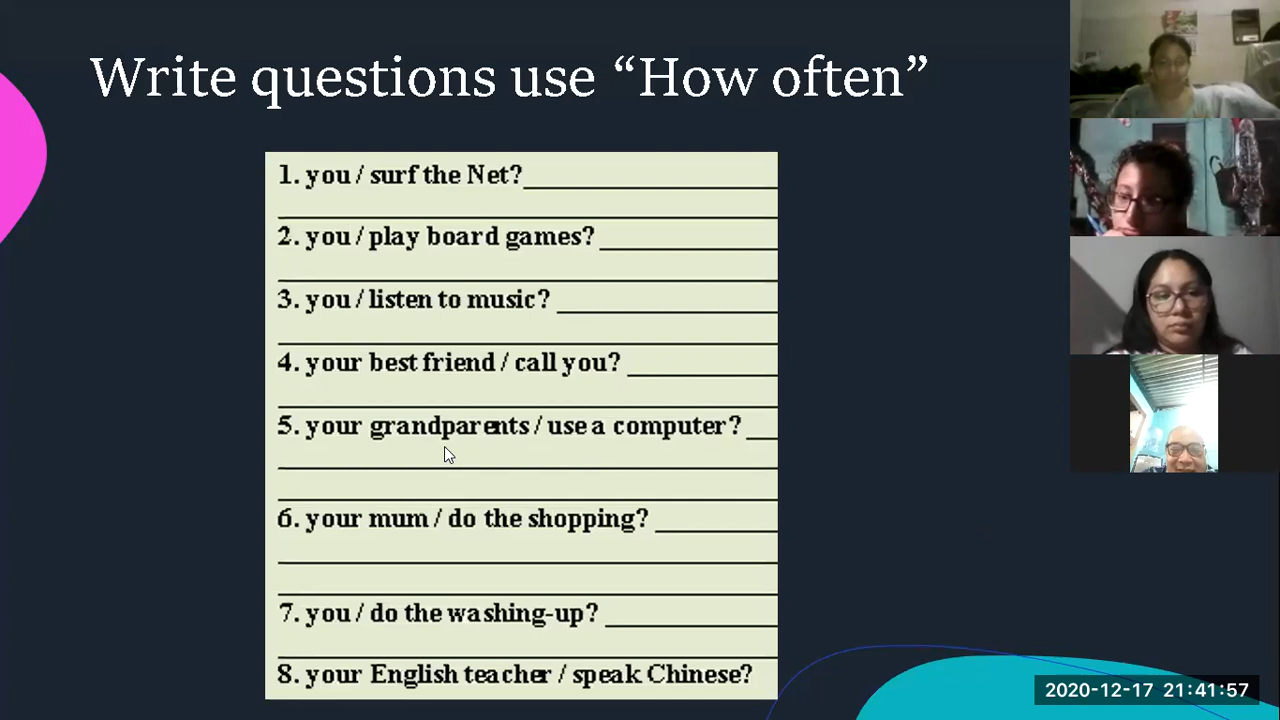 Write questions use “How often”
1. you / surf the Net?
2. you / play board games?
3. you / listen to music?
4. your best friend / call you?
5. your grandparents / use a computer?
6. your mum / do the shopping?
7. you / do the washing-up?
8. your English teacher / speak Chinese?
2020-12-17 21:41:57